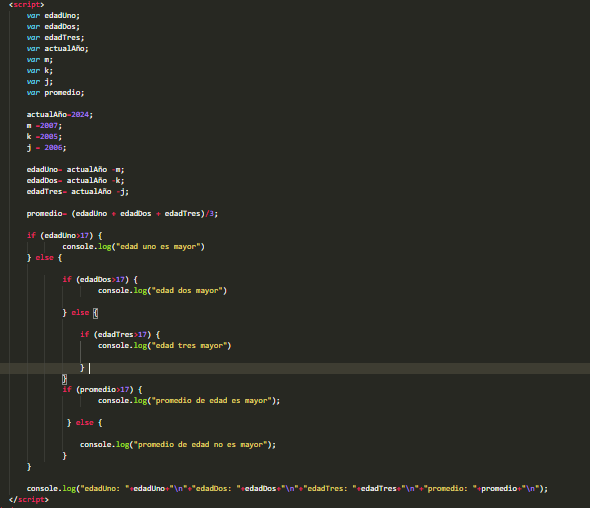 <script>
var edadUno;
var edadDos;
var edadTres;
var actualAño;
var m;
var k;
var j;
var promedio;
actualAño=2024;
m =2007;
k =2005;
j = 2006;
edadUno= actualAño -m;
edadDos= actualAño -k;
edadTres= actualAño -j;
promedio= (edadUno + edadDos + edadTres)/3;
if (edadUno>17) {
console.log("edad uno es mayor")
} else {
if (edadDos>17) {
console.log("edad dos mayor")
} else {
if (edadTres>17) {
console.log("edad tres mayor")
}
}
if (promedio>17) {
console.log("promedio de edad es mayor");
} else {
console.log("promedio de edad no es mayor");
}
}
console.log("edadUno: "+edadUno+"\n"+"edadDos: "+edadDos+"\n"+"edadTres: "+edadTres+"\n"+"promedio: "+promedio+"\n");
</script>